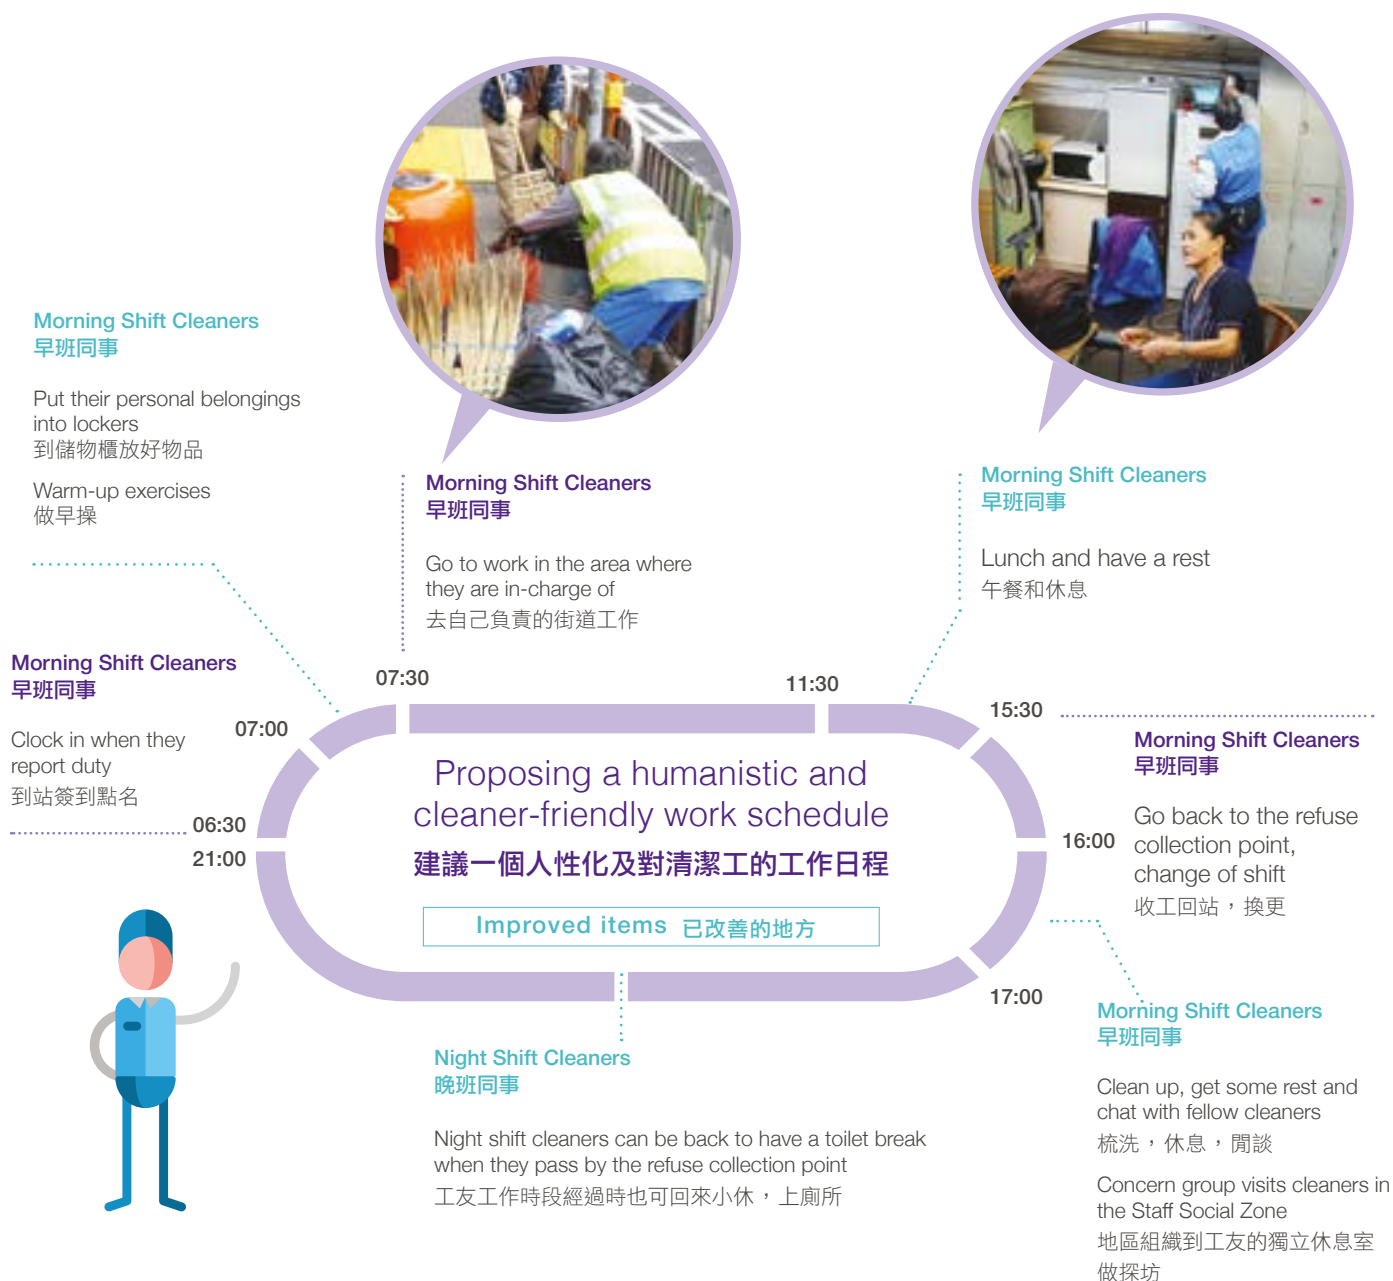 Morning Shift Cleaners
早班同事
Put their personal belongings
into lockers
到儲物櫃放好物品
Warm-up exercises
做早操
Morning Shift Cleaners
早班同事
Go to work in the area where
they are in-charge of
去自己負責的街道工作
Morning Shift Cleaners
早班同事
Lunch and have a rest
午餐和休息
Morning Shift Cleaners
早班同事
Clock in when they
report duty
到站簽到點名
07:30
11:30
07:00
15:30
06:30
21:00
16:00
17:00
Proposing a humanistic and
cleaner-friendly work schedule
建議一個人性化及對清潔工的工作日程
Improved items 已改善的地方
Morning Shift Cleaners
早班同事
Go back to the refuse
collection point,
change of shift
收工回站，換更
Night Shift Cleaners
晚班同事
Night shift cleaners can be back to have a toilet break
when they pass by the refuse collection point
工友工作時段經過時也可回來小休，上廁所
Morning Shift Cleaners
早班同事
Clean up, get some rest and
chat with fellow cleaners
梳洗，休息，閒談
Concern group visits cleaners in
the Staff Social Zone
地區組織到工友的獨立休息室
做探坊